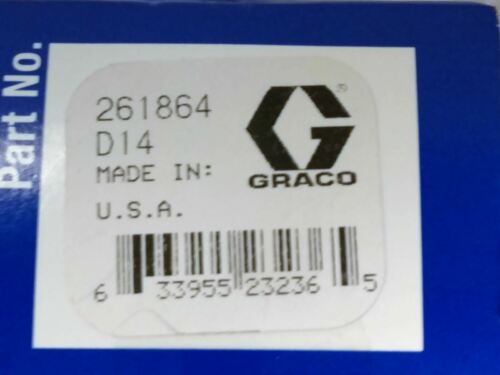 Part No.
261864
D14
MADE IN:
U.S.A.
GRACO
®
6 33955 23236 5